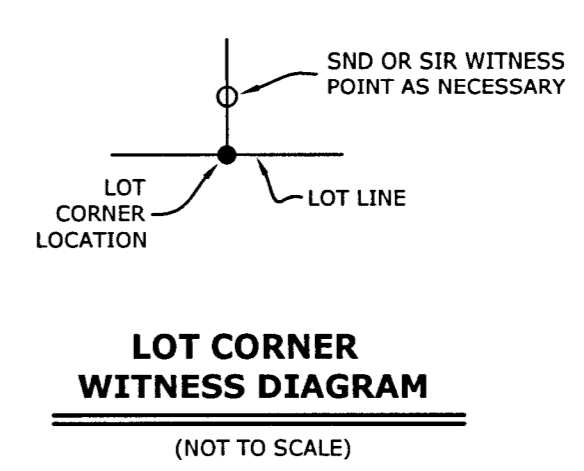 SND OR SIR WITNESS
POINT AS NECESSARY
LOT
CORNER
LOCATION
LOT LINE
LOT CORNER
WITNESS DIAGRAM
(NOT TO SCALE)